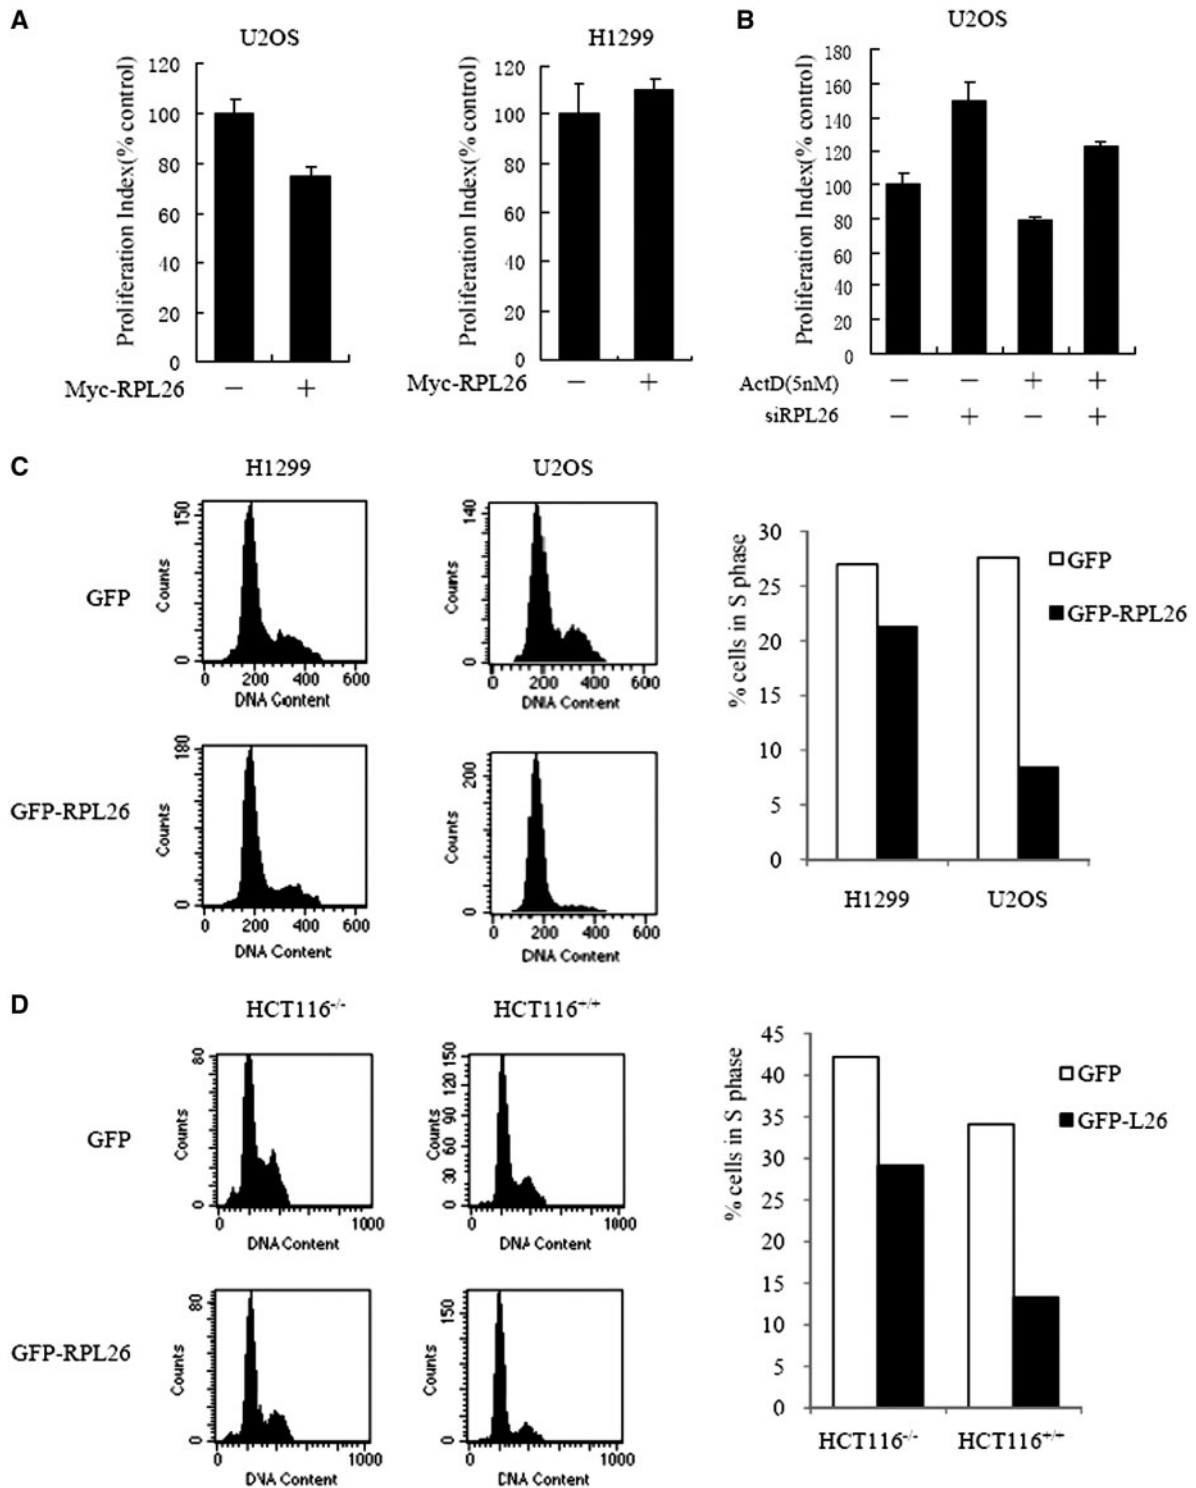 A
U2OS
Proliferation Index(% control)
120
100
80
60
40
20
0
Myc-RPL26
− +
H1299
Proliferation Index(% control)
120
100
80
60
40
20
0
Myc-RPL26
− +
B
U2OS
Proliferation Index(% control)
180
160
140
120
100
80
60
40
20
0
ActD(5nM) − − + +
siRPL26 − + − +
C
H1299
U2OS
GFP
Counts
150
0
0 200 400 600
DNA Content
Counts
140
0
0 200 400 600
DNA Content
GFP-RPL26
Counts
180
0
0 200 400 600
DNA Content
Counts
200
0
0 200 400 600
DNA Content
% cells in S phase
30
25
20
15
10
5
0
H1299 U2OS
GFP
GFP-RPL26
D
HCT116-/-
HCT116+/+
GFP
Counts
80
0
0 1000
DNA Content
Counts
150
120
90
60
30
0
0 1000
DNA Content
GFP-RPL26
Counts
80
0
0 1000
DNA Content
Counts
150
0
0 1000
DNA Content
% cells in S phase
45
40
35
30
25
20
15
10
5
0
HCT116-/- HCT116+/+
GFP
GFP-L26